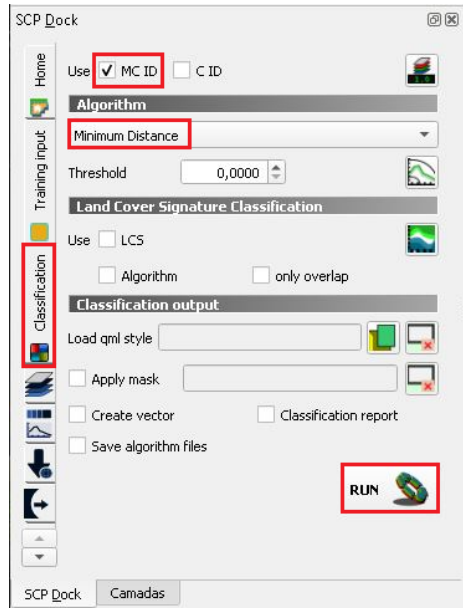 SCP Dock
Home
Training input
Classification
Use MC ID C ID
Algorithm
Minimum Distance
Threshold 0,0000
Land Cover Signature Classification
Use LCS
Algorithm only overlap
Classification output
Load qml style
Apply mask
Create vector Classification report
Save algorithm files
RUN
SCP Dock Camadas